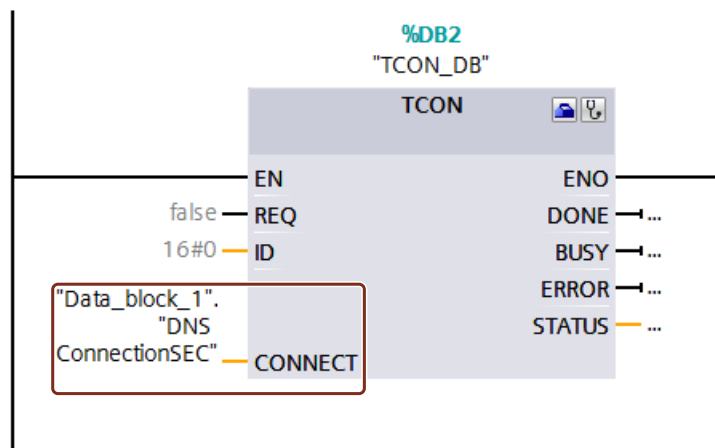 %DB2
"TCON_DB"
TCON
EN
ENO
false
REQ
DONE
...
16#0
ID
BUSY
...
ERROR
...
"Data_block_1".
"DNS
ConnectionSEC"
CONNECT
STATUS
...